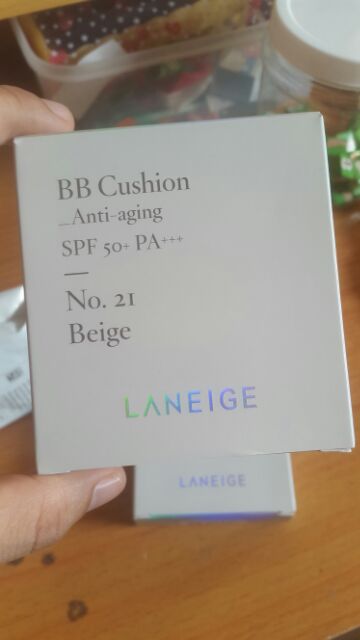 BB Cushion
_Anti-aging
SPF 50+ PA+++
No. 21
Beige
LANEIGE
LANEIGE